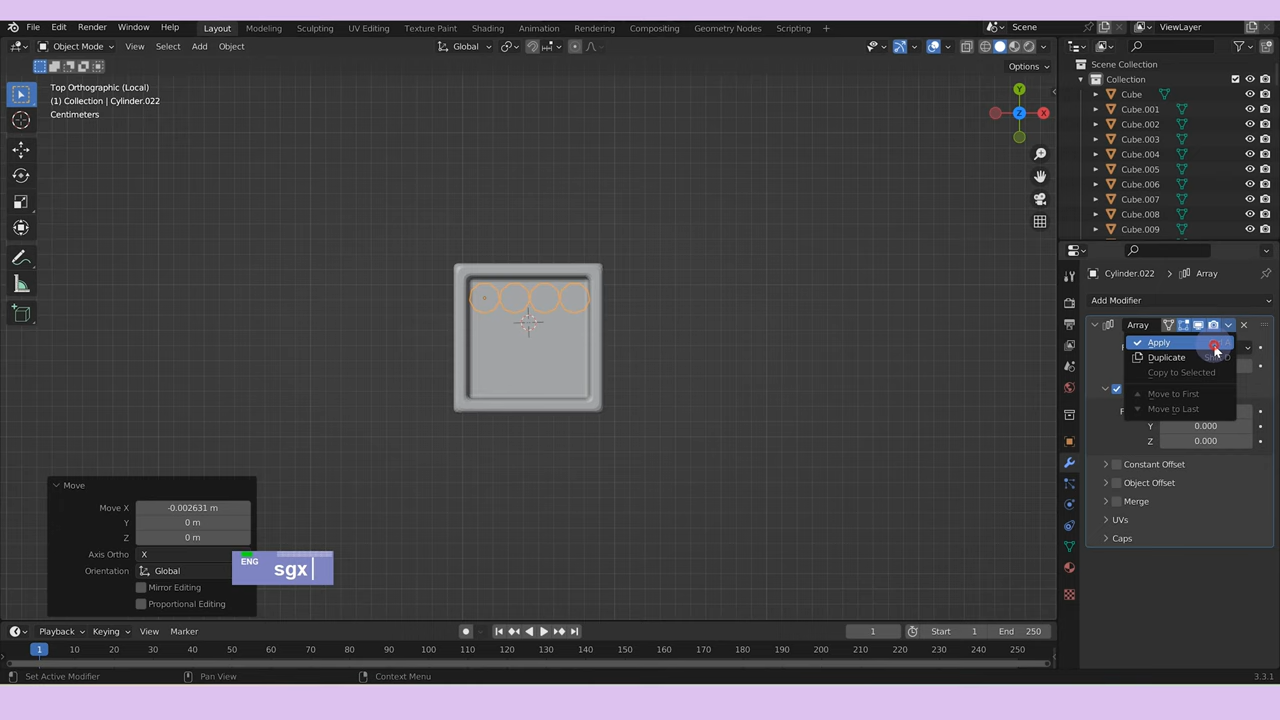 File Edit Render Window Help Layout Modeling Sculpting UV Editing Texture Paint Shading Animation Rendering Compositing Geometry Nodes Scripting + Scene ViewLayer
Object Mode View Select Add Object Global
Options
Top Orthographic (Local)
(1) Collection | Cylinder.022
Centimeters
Y
Z
X
Scene Collection
Collection
Cube
Cube.001
Cube.002
Cube.003
Cube.004
Cube.005
Cube.006
Cube.007
Cube.008
Cube.009
Cylinder.022 > Array
Add Modifier
Array
Apply
Duplicate
Copy to Selected
Move to First
Move to Last
Y 0.000
Z 0.000
Constant Offset
Object Offset
Merge
UVs
Caps
Move
Move X -0.002631 m
Y 0 m
Z 0 m
Axis Ortho X
Orientation Global
Mirror Editing
Proportional Editing
ENG
sgx
Playback Keying View Marker 1 Start 1 End 250
1 10 20 30 40 50 60 70 80 90 100 110 120 130 140 150 160 170 180 190 200 210 220 230 240 250
Set Active Modifier Pan View Context Menu 3.3.1